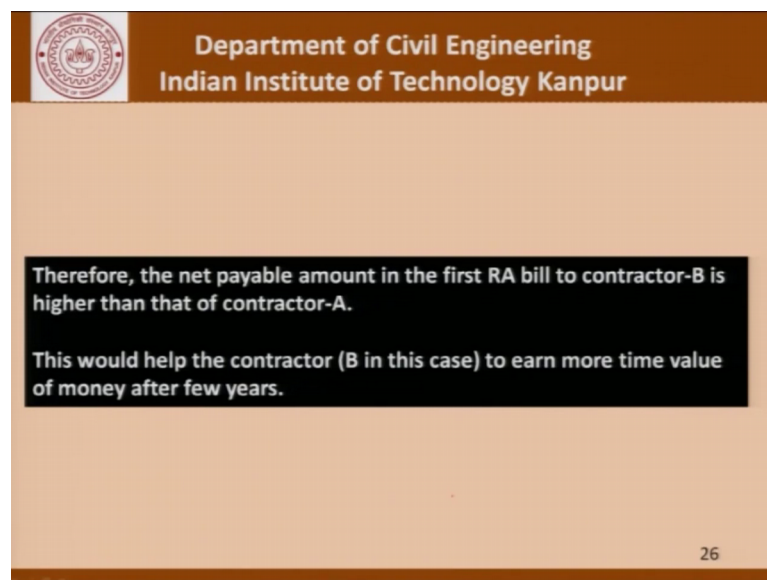 Department of Civil Engineering
Indian Institute of Technology Kanpur
Therefore, the net payable amount in the first RA bill to contractor-B is
higher than that of contractor-A.
This would help the contractor (B in this case) to earn more time value
of money after few years.
26